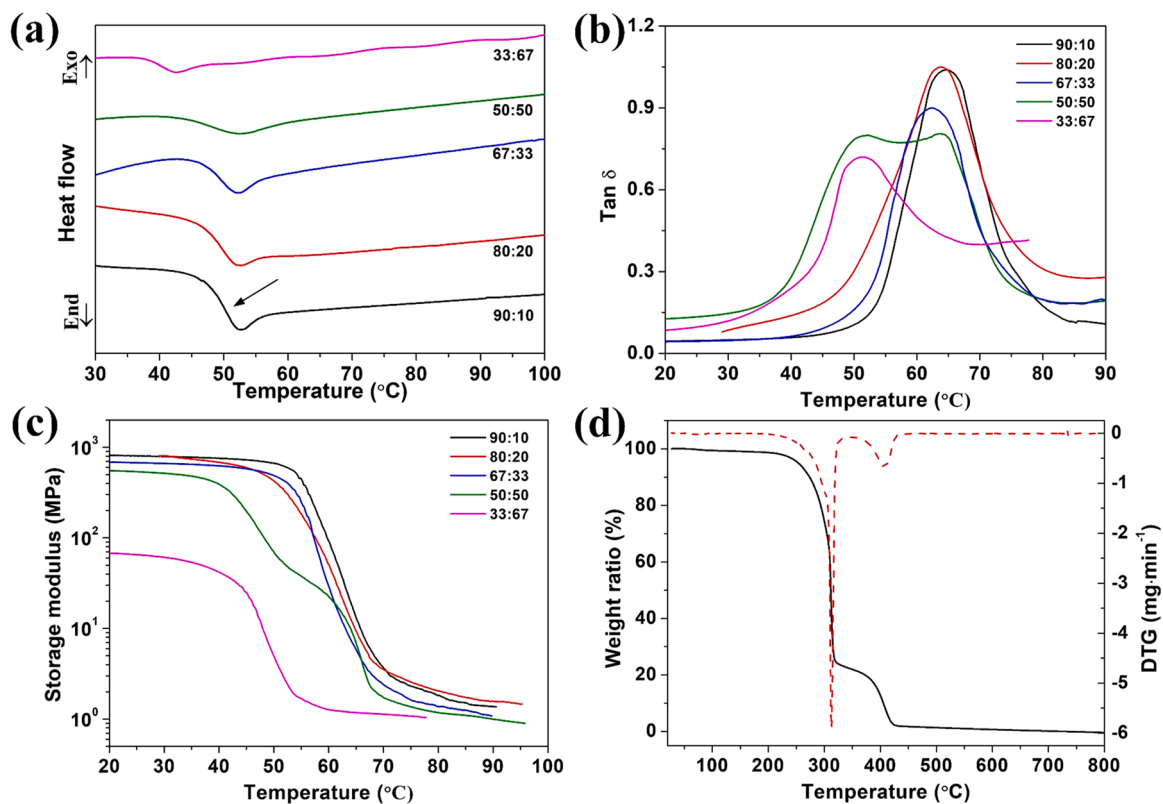 (a)
Exo
Heat flow
End
33:67
50:50
67:33
80:20
90:10
30 40 50 60 70 80 90 100
Temperature (°C)
(b)
1.2
0.9
0.6
0.3
0.0
Tan δ
90:10
80:20
67:33
50:50
33:67
20 30 40 50 60 70 80 90
Temperature (°C)
(c)
10³
10²
10¹
10⁰
Storage modulus (MPa)
90:10
80:20
67:33
50:50
33:67
20 30 40 50 60 70 80 90 100
Temperature (°C)
(d)
100
80
60
40
20
0
Weight ratio (%)
0
-1
-2
-3
-4
-5
-6
DTG (mg·min⁻¹)
100 200 300 400 500 600 700 800
Temperature (°C)